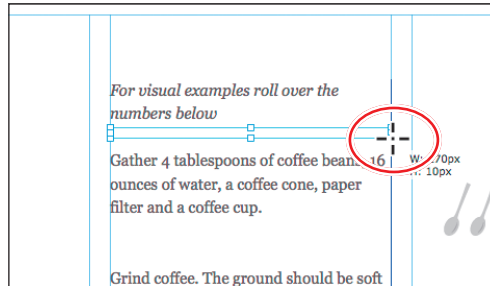 For visual examples roll over the
numbers below
Gather 4 tablespoons of coffee beans, 16
ounces of water, a coffee cone, paper
filter and a coffee cup.
W: 270px
H: 10px
Grind coffee. The ground should be soft